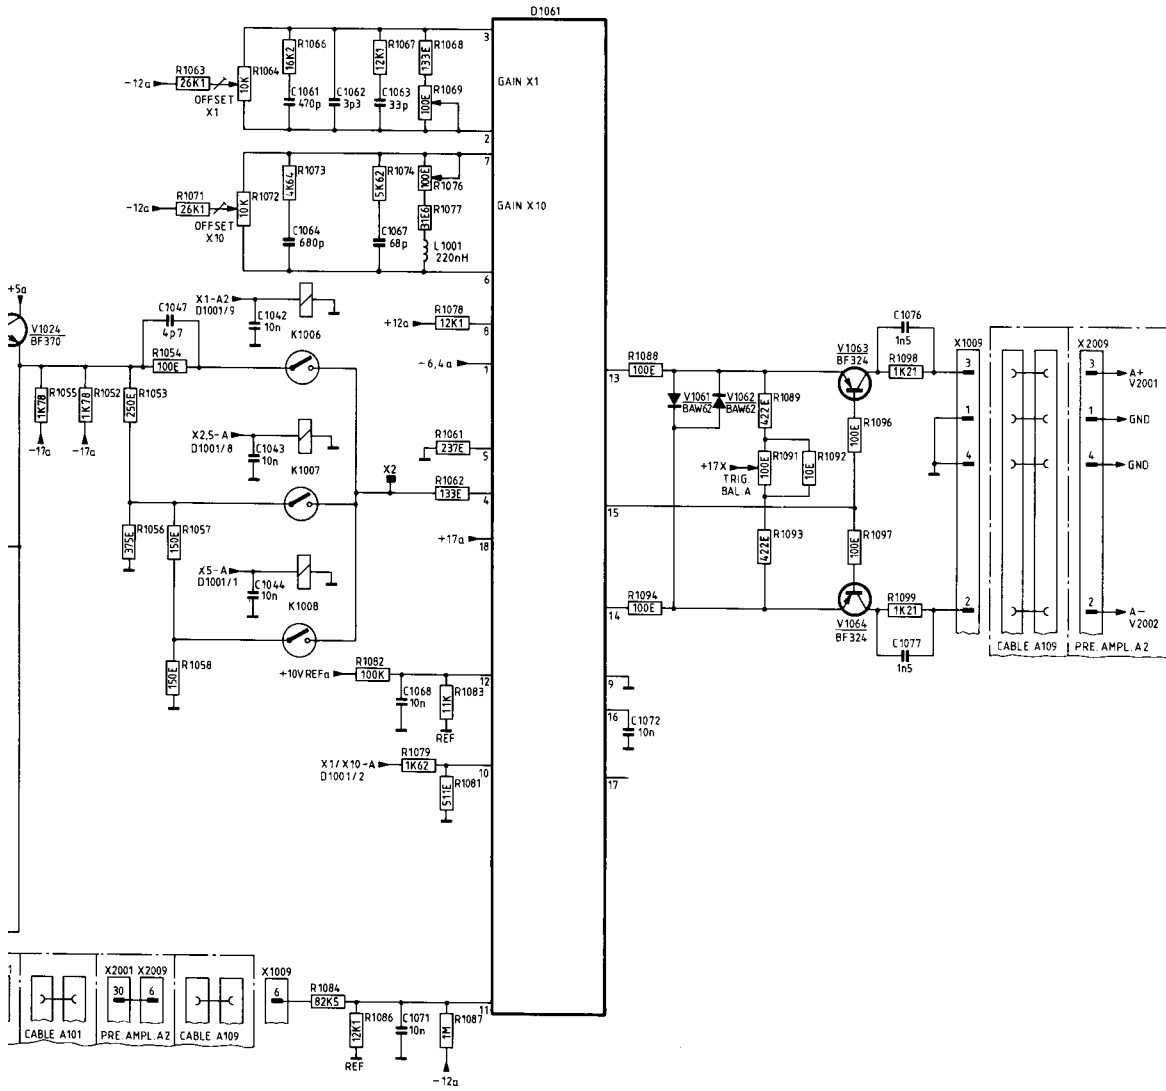 D1061
3
R1066
16K2
R1067
12K1
R1068
133E
R1063
-12a
26K1
R1064
10K
OFFSET
X1
C1061
470p
C1062
3p3
C1063
33p
R1069
100E
GAIN X1
2
7
R1073
4K64
R1074
5K62
100E
R1076
R1071
-12a
26K1
R1072
10K
OFFSET
X10
R1077
31E6
C1064
680p
C1067
68p
L1001
220nH
GAIN X10
6
+5a
V1024
BF370
C1047
4p7
X1-A2
D1001/9
C1042
10n
K1006
R1078
+12a
12K1
8
R1054
100E
-6,4a
1
R1055
1K78
R1052
1K78
R1053
250E
-17a
-17a
X2,5-A
D1001/8
C1043
10n
K1007
R1061
237E
5
X2
R1062
133E
4
R1056
375E
R1057
150E
+17a
18
X5-A
D1001/1
C1044
10n
K1008
R1058
150E
R1082
+10VREFa
100K
12
C1068
10n
R1083
11K
REF
X1/X10-A
D1001/2
R1079
1K62
10
R1081
511E
R1088
13
100E
V1061
BAW62
V1062
BAW62
R1089
422E
V1063
BF324
C1076
1n5
R1098
1K21
R1096
100E
+17X
TRIG.
BAL.A
R1091
100E
R1092
10E
15
R1093
422E
R1097
100E
R1094
14
100E
V1064
BF324
R1099
1K21
C1077
1n5
9
16
C1072
10n
17
X1009
3
1
4
2
CABLE A109
X2009
3
1
4
2
A+
V2001
GND
GND
A-
V2002
PRE.AMPL.A2
1
CABLE A101
X2001
30
X2009
6
PRE.AMPL.A2
CABLE A109
X1009
6
R1084
82K5
11
R1086
12K1
REF
C1071
10n
R1087
1M
-12a